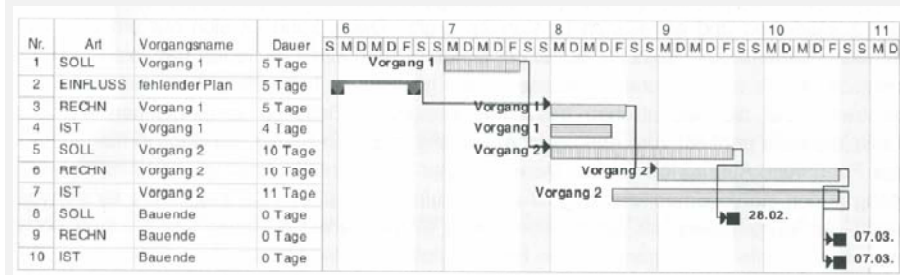 6 7 8 9 10 11
Nr. Art Vorgangsname Dauer S M D M D F S S M D M D F S S M D M D F S S M D M D F S S M D M D F S S M D
1 SOLL Vorgang 1 5 Tage Vorgang 1
2 EINFLUSS fehlender Plan 5 Tage
3 RECHN Vorgang 1 5 Tage Vorgang 1
4 IST Vorgang 1 4 Tage Vorgang 1
5 SOLL Vorgang 2 10 Tage Vorgang 2
6 RECHN Vorgang 2 10 Tage Vorgang 2
7 IST Vorgang 2 11 Tage Vorgang 2
8 SOLL Bauende 0 Tage 28.02.
9 RECHN Bauende 0 Tage 07.03.
10 IST Bauende 0 Tage 07.03.